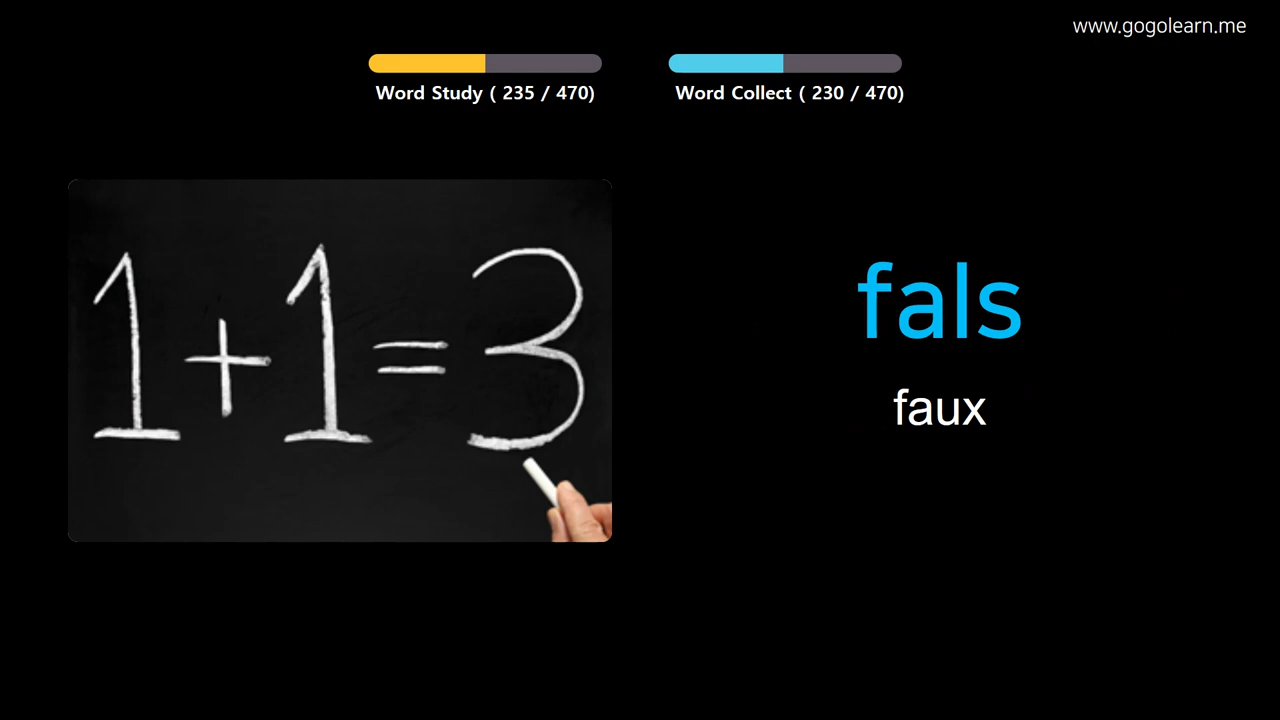 www.gogolearn.me
Word Study ( 235 / 470)
Word Collect ( 230 / 470)
1 + 1 = 3
fals
faux